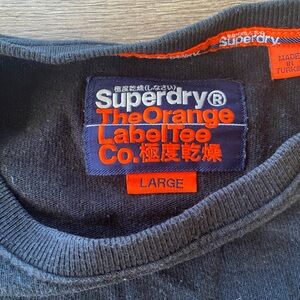 Superdry.
MADE
IN
TURKEY
極度乾燥(しなさい)
Superdry®
TheOrange
LabelTee
Co.極度乾燥
LARGE